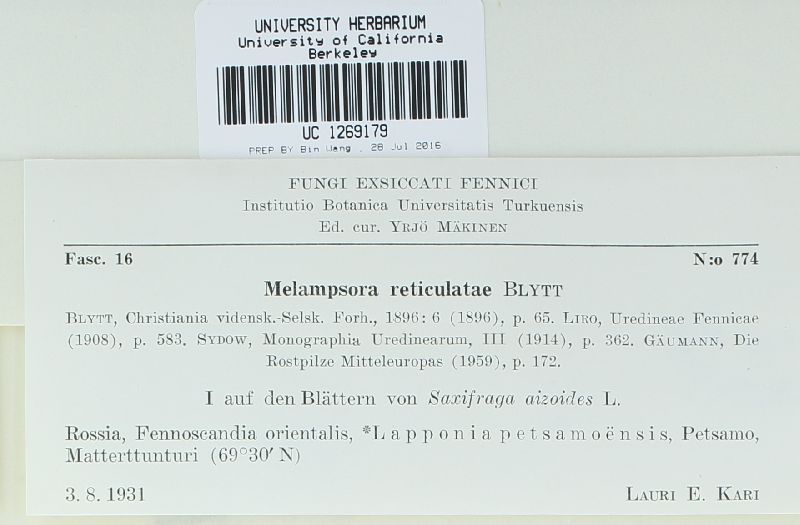 UNIVERSITY HERBARIUM
University of California
Berkeley
UC 1269179
PREP BY Bin Wang . 28 Jul 2016
FUNGI EXSICCATI FENNICI
Institutio Botanica Universitatis Turkuensis
Ed. cur. YRJÖ MÄKINEN
Fasc. 16 N:o 774
Melampsora reticulatae BLYTT
BLYTT, Christiania vidensk.-Selsk. Forh., 1896: 6 (1896), p. 65. LIRO, Uredineae Fennicae
(1908), p. 583. SYDOW, Monographia Uredinearum, III (1914), p. 362. GÄUMANN, Die
Rostpilze Mitteleuropas (1959), p. 172.
I auf den Blättern von Saxifraga aizoides L.
Rossia, Fennoscandia orientalis, *Lapponia petsamoënsis, Petsamo,
Matterttunturi (69°30′ N)
3. 8. 1931 LAURI E. KARI